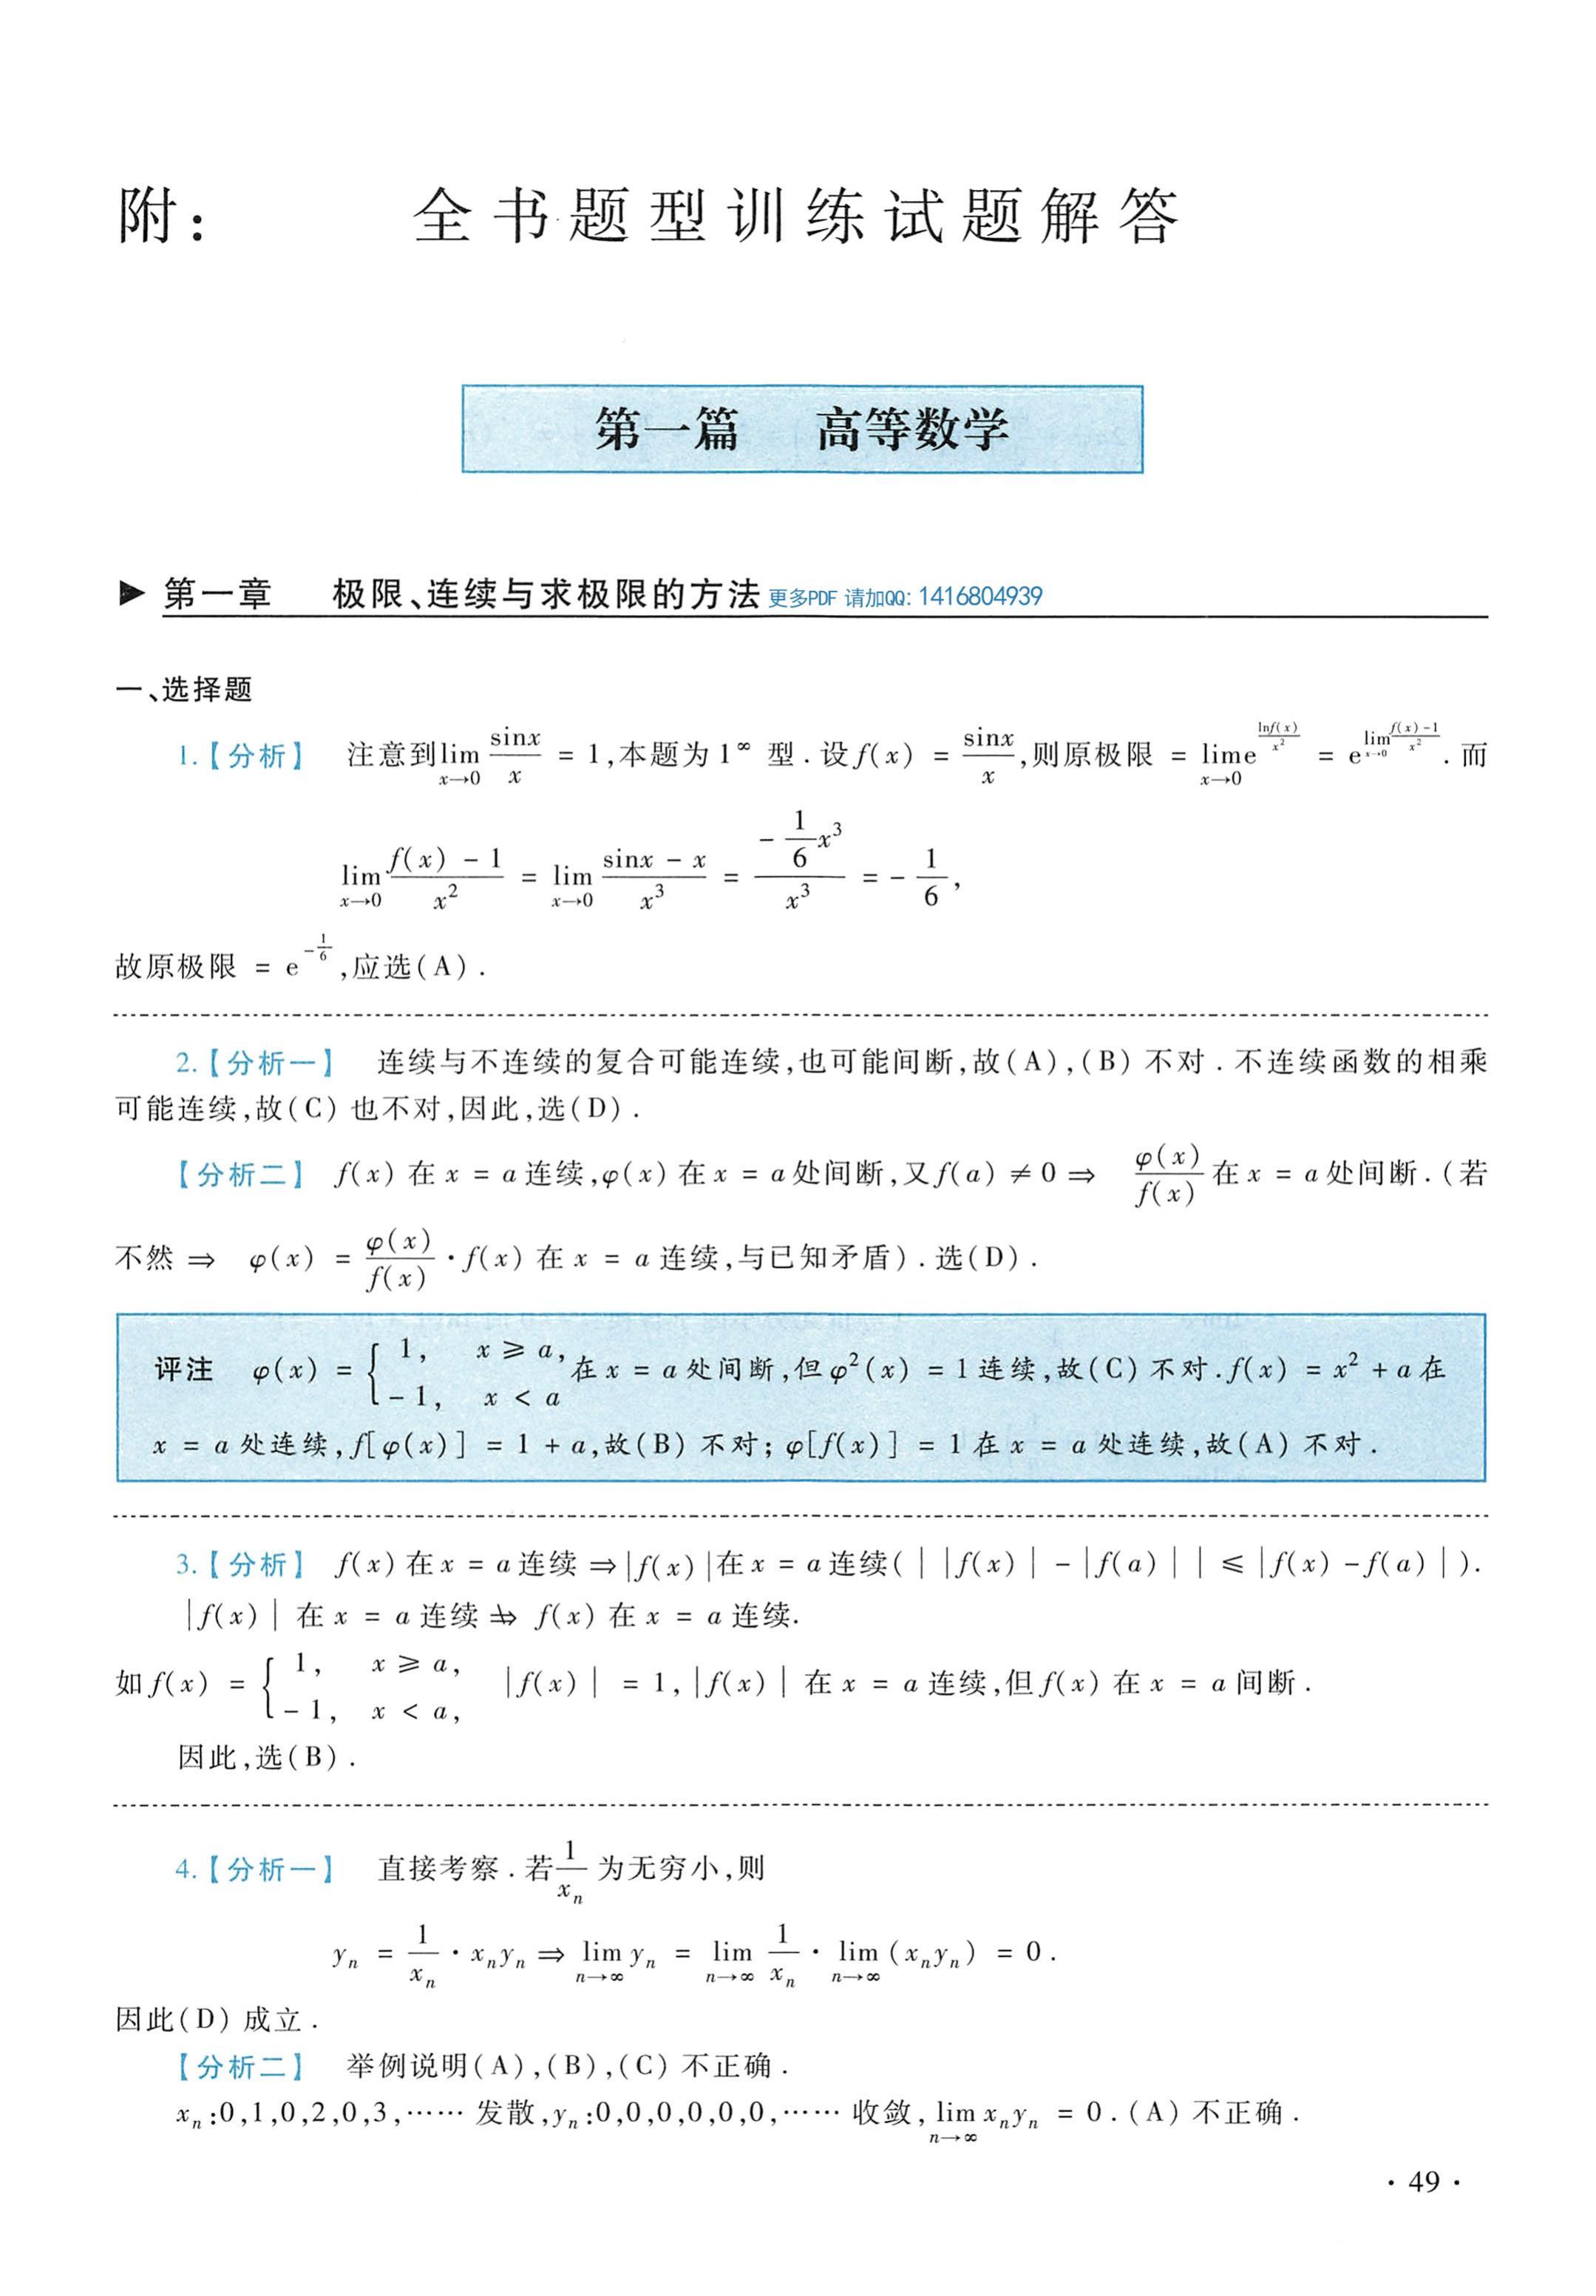 附： 全书题型训练试题解答
第一篇 高等数学
▶ 第一章 极限、连续与求极限的方法 更多PDF 请加QQ: 1416804939
一、选择题
1.【分析】 注意到$\lim_{x\to 0}\frac{\sin x}{x}=1$,本题为$1^{\infty}$型.设$f(x)=\frac{\sin x}{x}$,则原极限$=\lim_{x\to 0}e^{\frac{\ln f(x)}{x^2}}=e^{\lim_{x\to 0}\frac{f(x)-1}{x^2}}$.而
$\lim_{x\to 0}\frac{f(x)-1}{x^2}=\lim_{x\to 0}\frac{\sin x-x}{x^3}=\frac{-\frac{1}{6}x^3}{x^3}=-\frac{1}{6}$,
故原极限$=e^{-\frac{1}{6}}$,应选(A).
2.【分析一】 连续与不连续的复合可能连续,也可能间断,故(A),(B)不对.不连续函数的相乘
可能连续,故(C)也不对,因此,选(D).
【分析二】 $f(x)$在$x=a$连续,$\varphi(x)$在$x=a$处间断,又$f(a)\neq 0\Rightarrow\frac{\varphi(x)}{f(x)}$在$x=a$处间断.(若
不然$\Rightarrow\varphi(x)=\frac{\varphi(x)}{f(x)}\cdot f(x)$在$x=a$连续,与已知矛盾).选(D).
评注 $\varphi(x)=\begin{cases}1, & x\geqslant a,\\-1, & x<a\end{cases}$在$x=a$处间断,但$\varphi^2(x)=1$连续,故(C)不对.$f(x)=x^2+a$在
$x=a$处连续,$f[\varphi(x)]=1+a$,故(B)不对;$\varphi[f(x)]=1$在$x=a$处连续,故(A)不对.
3.【分析】 $f(x)$在$x=a$连续$\Rightarrow|f(x)|$在$x=a$连续($||f(x)|-|f(a)||\leqslant|f(x)-f(a)|$).
$|f(x)|$在$x=a$连续$\nRightarrow f(x)$在$x=a$连续.
如$f(x)=\begin{cases}1, & x\geqslant a,\\-1, & x<a,\end{cases}$ $|f(x)|=1$,$|f(x)|$在$x=a$连续,但$f(x)$在$x=a$间断.
因此,选(B).
4.【分析一】 直接考察.若$\frac{1}{x_n}$为无穷小,则
$y_n=\frac{1}{x_n}\cdot x_ny_n\Rightarrow\lim_{n\to\infty}y_n=\lim_{n\to\infty}\frac{1}{x_n}\cdot\lim_{n\to\infty}(x_ny_n)=0$.
因此(D)成立.
【分析二】 举例说明(A),(B),(C)不正确.
$x_n$:0,1,0,2,0,3,……发散,$y_n$:0,0,0,0,0,0,……收敛,$\lim_{n\to\infty}x_ny_n=0$.(A)不正确.
· 49 ·